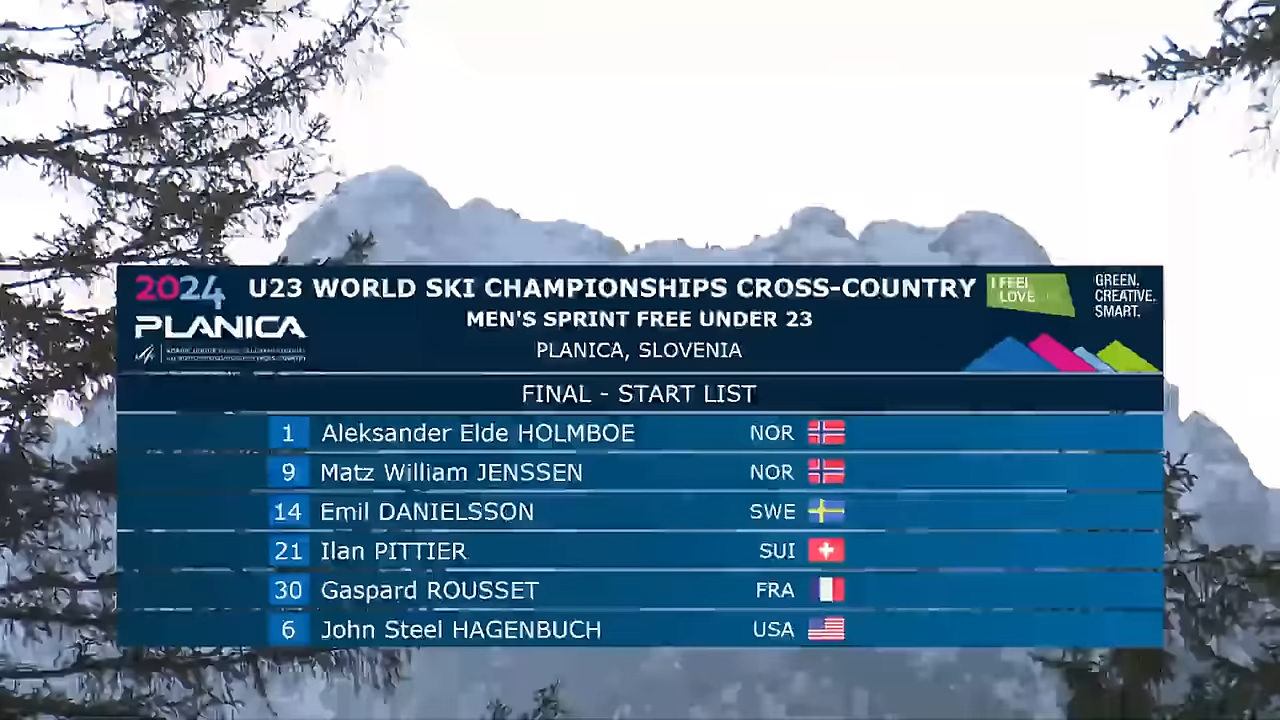 2024
PLANICA
U23 WORLD SKI CHAMPIONSHIPS CROSS-COUNTRY
MEN'S SPRINT FREE UNDER 23
PLANICA, SLOVENIA
I FEEL
LOVE
GREEN.
CREATIVE.
SMART.
FINAL - START LIST
1 Aleksander Elde HOLMBOE NOR
9 Matz William JENSSEN NOR
14 Emil DANIELSSON SWE
21 Ilan PITTIER SUI
30 Gaspard ROUSSET FRA
6 John Steel HAGENBUCH USA